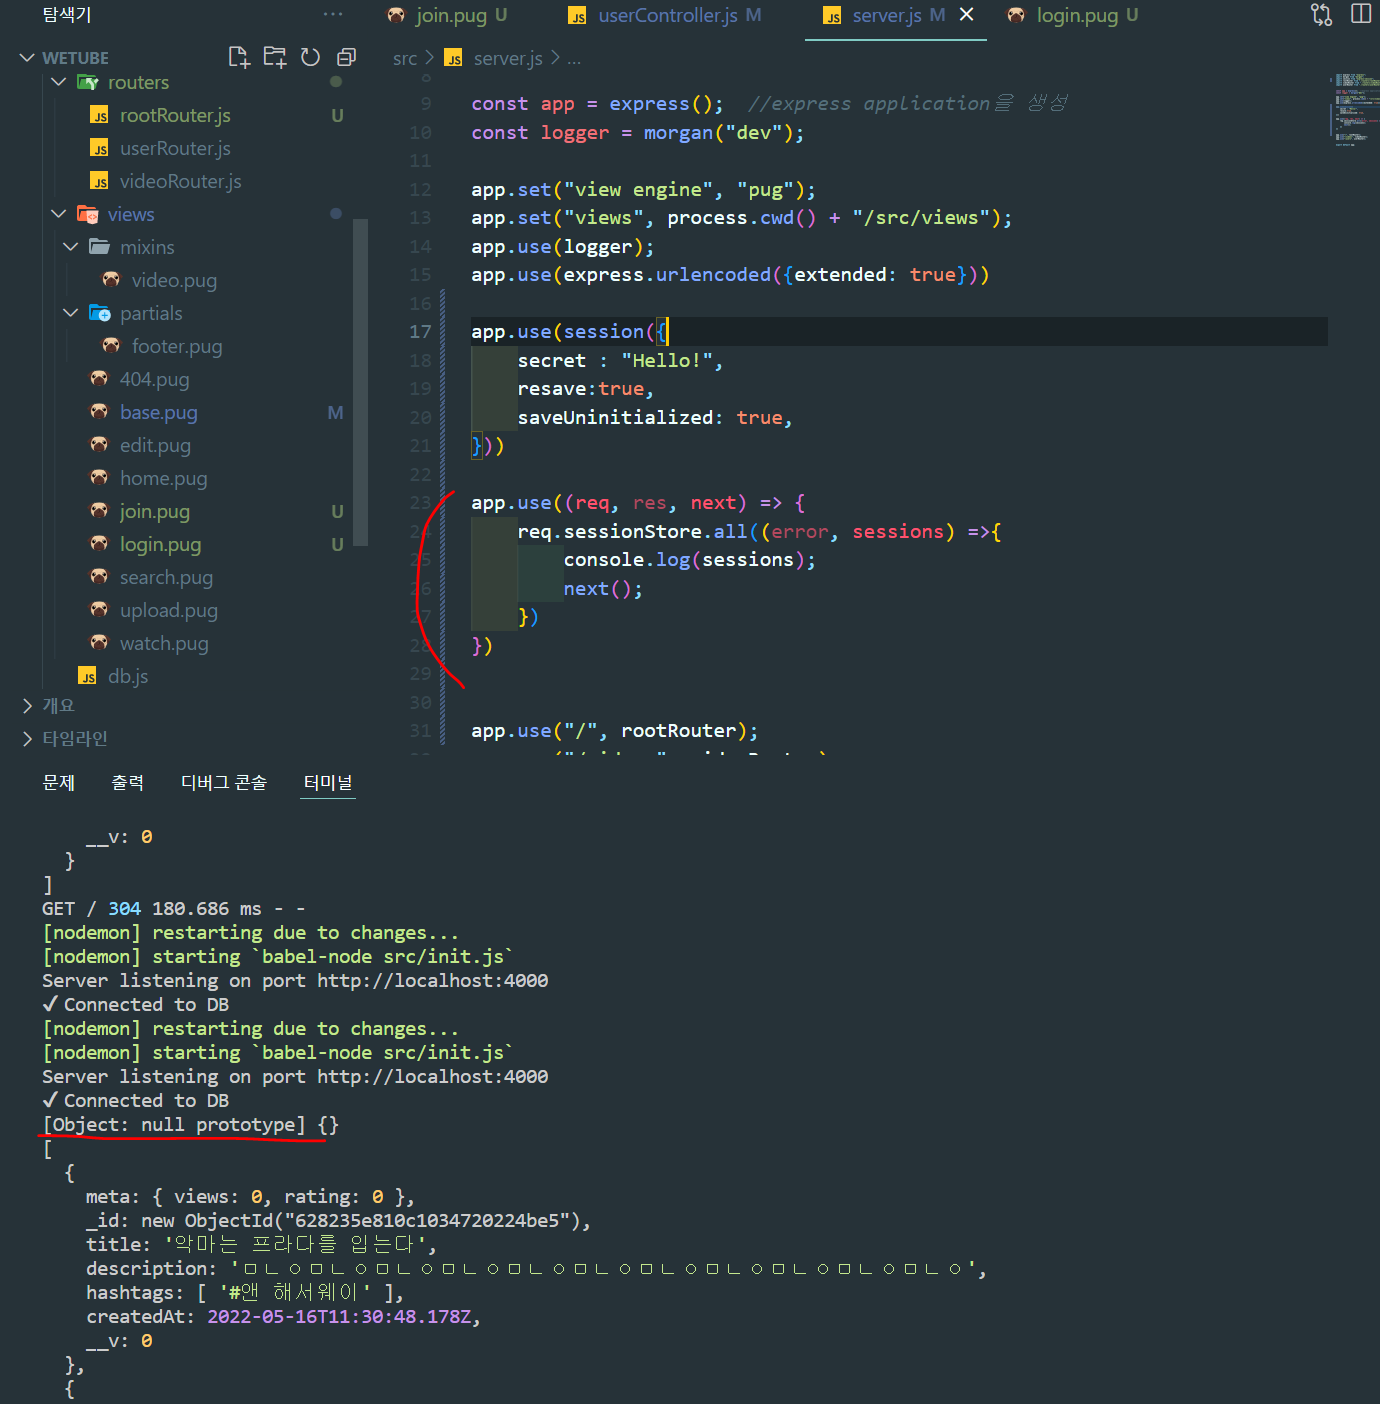 탐색기 ...
join.pug U
JS userController.js M
JS server.js M
login.pug U
WETUBE
src > JS server.js > ...
routers
JS rootRouter.js U
JS userRouter.js
JS videoRouter.js
views
mixins
video.pug
partials
footer.pug
404.pug
base.pug M
edit.pug
home.pug
join.pug U
login.pug U
search.pug
upload.pug
watch.pug
JS db.js
개요
타임라인
8
9 const app = express();  //express application을 생성
10 const logger = morgan("dev");
11
12 app.set("view engine", "pug");
13 app.set("views", process.cwd() + "/src/views");
14 app.use(logger);
15 app.use(express.urlencoded({extended: true}))
16
17 app.use(session({
18     secret : "Hello!",
19     resave:true,
20     saveUninitialized: true,
21 }))
22
23 app.use((req, res, next) => {
24     req.sessionStore.all((error, sessions) =>{
25         console.log(sessions);
26         next();
27     })
28 })
29
30
31 app.use("/", rootRouter);
문제 출력 디버그 콘솔 터미널
    __v: 0
  }
]
GET / 304 180.686 ms - -
[nodemon] restarting due to changes...
[nodemon] starting `babel-node src/init.js`
Server listening on port http://localhost:4000
✓ Connected to DB
[nodemon] restarting due to changes...
[nodemon] starting `babel-node src/init.js`
Server listening on port http://localhost:4000
✓ Connected to DB
[Object: null prototype] {}
[
  {
    meta: { views: 0, rating: 0 },
    _id: new ObjectId("628235e810c1034720224be5"),
    title: '악마는 프라다를 입는다',
    description: 'ㅁㄴㅇㅁㄴㅇㅁㄴㅇㅁㄴㅇㅁㄴㅇㅁㄴㅇㅁㄴㅇㅁㄴㅇㅁㄴㅇㅁㄴㅇㅁㄴㅇ',
    hashtags: [ '#앤 해서웨이' ],
    createdAt: 2022-05-16T11:30:48.178Z,
    __v: 0
  },
  {